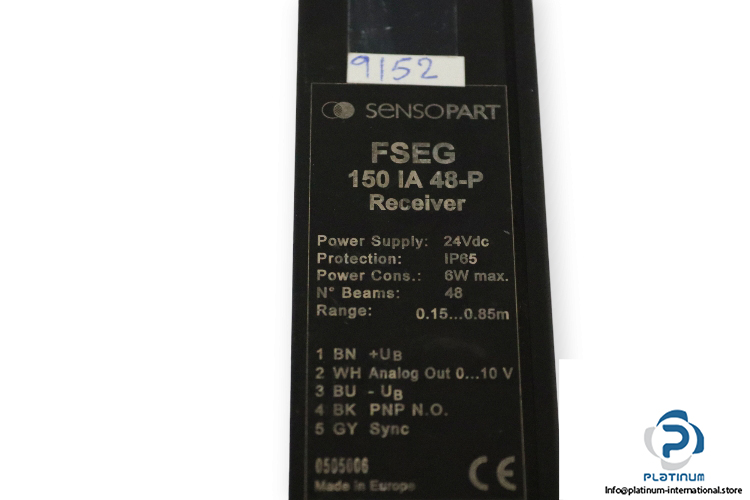 9152
SENSOPART
FSEG
150 IA 48-P
Receiver
Power Supply: 24Vdc
Protection: IP65
Power Cons.: 6W max.
N° Beams: 48
Range: 0.15...0.85m
1 BN +UB
2 WH Analog Out 0...10 V
3 BU - UB
4 BK PNP N.O.
5 GY Sync
0505006
Made in Europe
CE
PLATINUM
Info@platinum-international.store